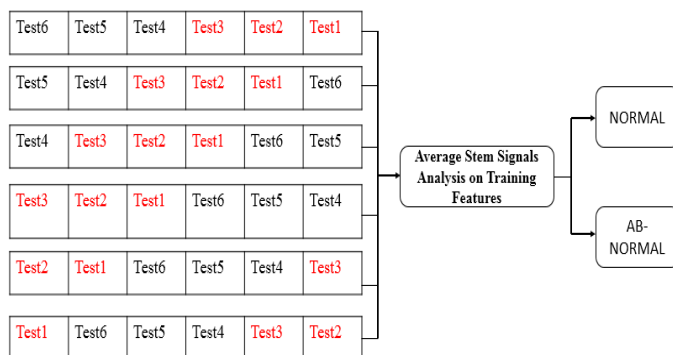 Test6 Test5 Test4 Test3 Test2 Test1
Test5 Test4 Test3 Test2 Test1 Test6
Test4 Test3 Test2 Test1 Test6 Test5
Test3 Test2 Test1 Test6 Test5 Test4
Test2 Test1 Test6 Test5 Test4 Test3
Test1 Test6 Test5 Test4 Test3 Test2
Average Stem Signals
Analysis on Training
Features
NORMAL
AB-
NORMAL